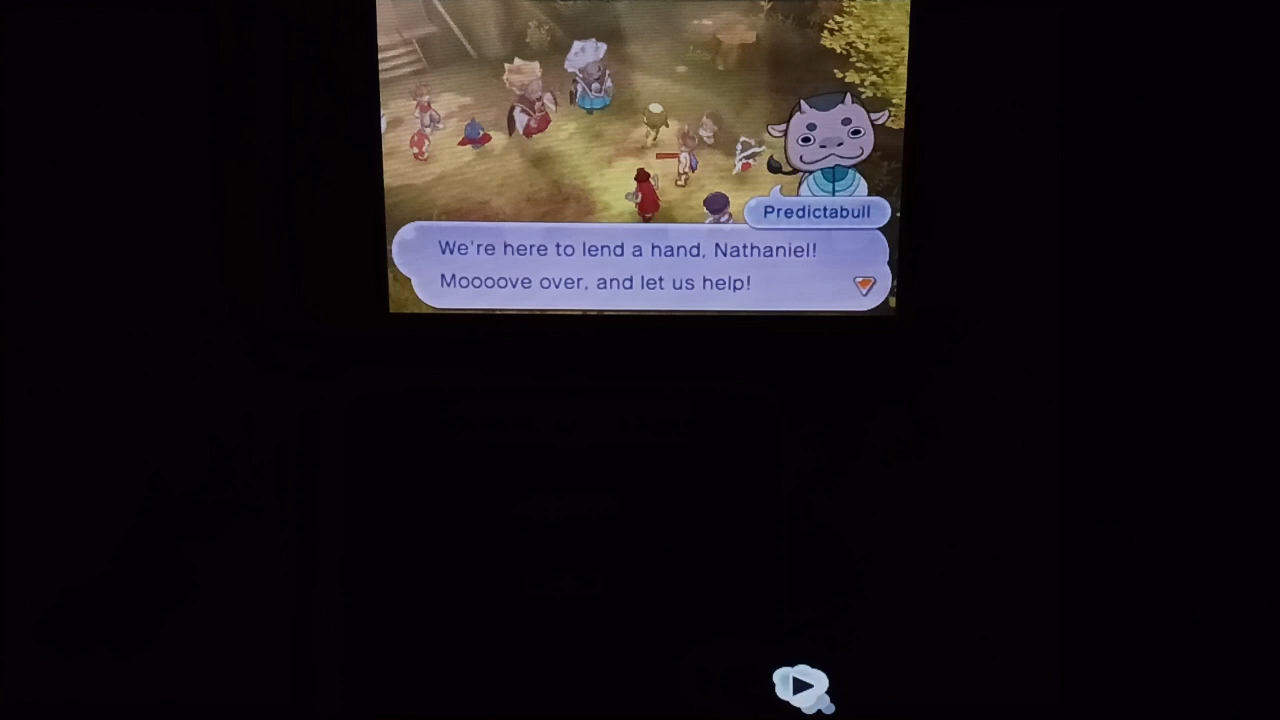 Predictabull
We're here to lend a hand, Nathaniel!
Moooove over, and let us help!